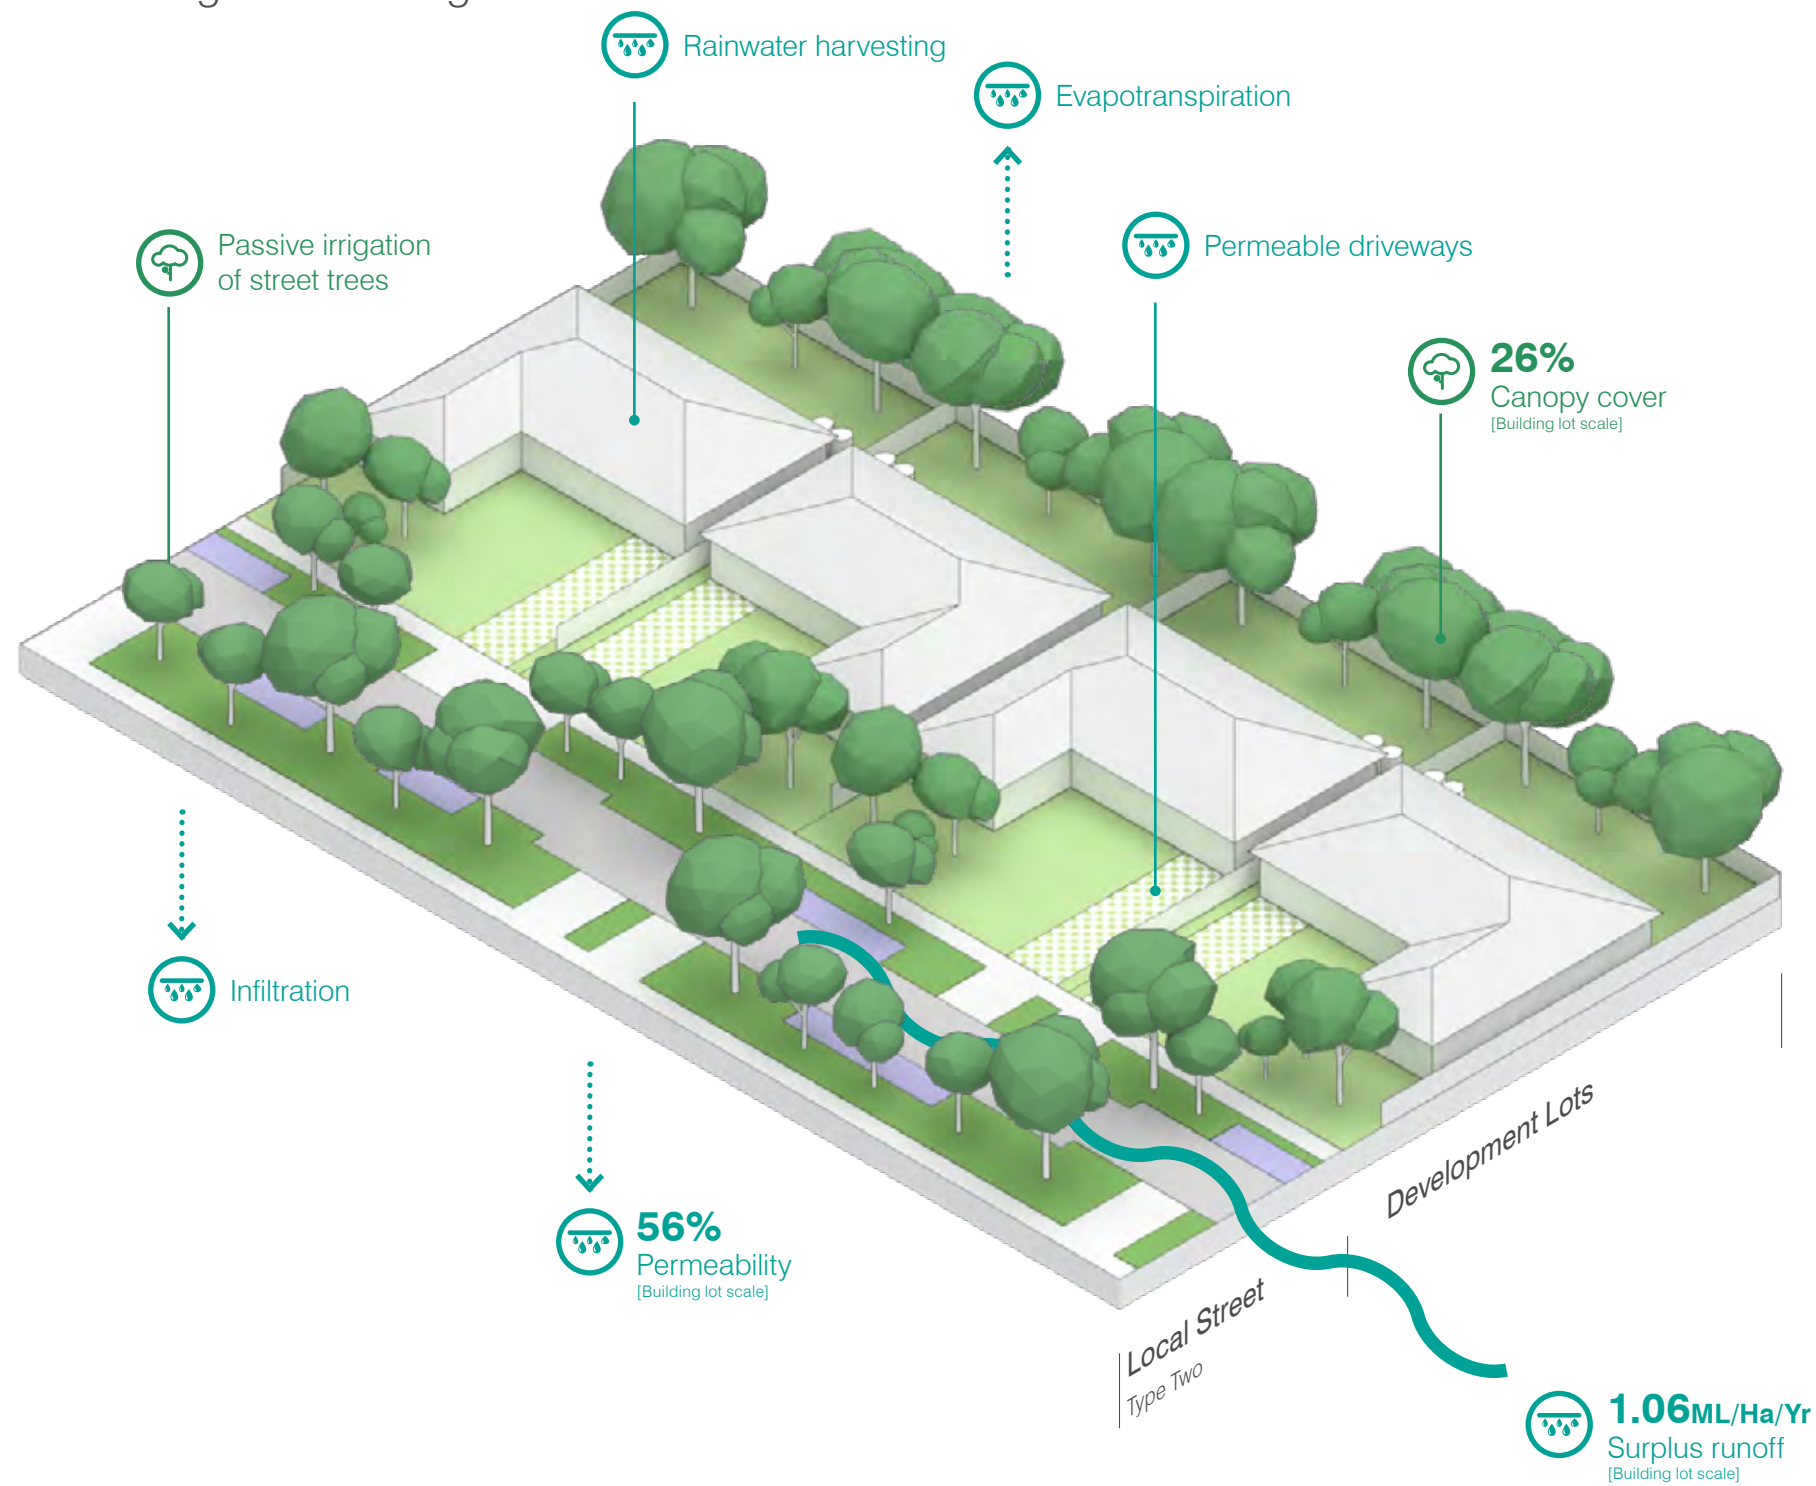 Rainwater harvesting
Evapotranspiration
Passive irrigation
of street trees
Permeable driveways
26%
Canopy cover
[Building lot scale]
Infiltration
56%
Permeability
[Building lot scale]
Development Lots
Local Street
Type Two
1.06ML/Ha/Yr
Surplus runoff
[Building lot scale]